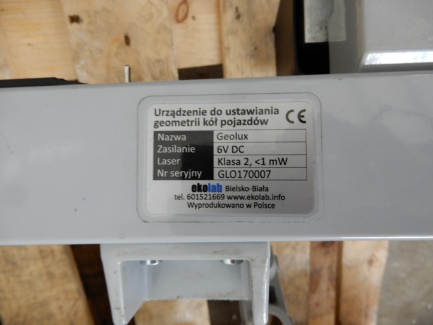 Urządzenie do ustawiania
geometrii kół pojazdów CE
Nazwa Geolux
Zasilanie 6V DC
Laser Klasa 2, <1 mW
Nr seryjny GLO170007
ekolab Bielsko-Biała
tel. 601521669 www.ekolab.info
Wyprodukowano w Polsce